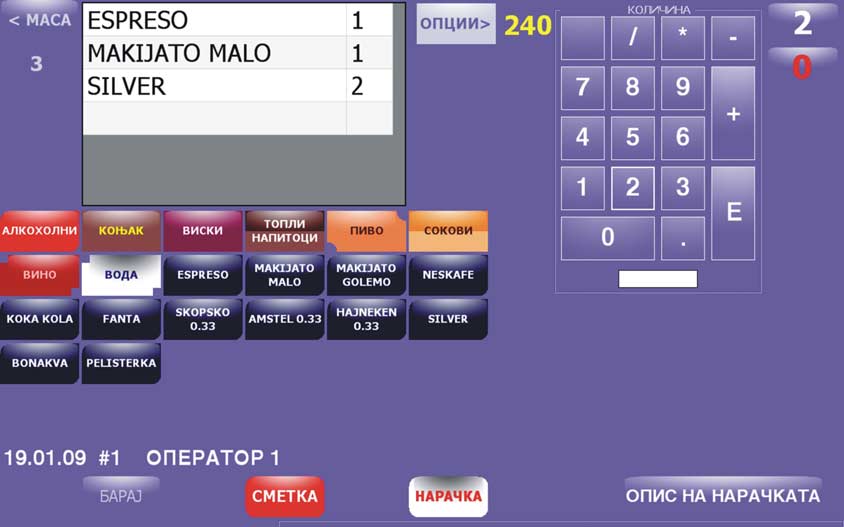 < МАСА
3
ESPRESO 1
MAKIJATO MALO 1
SILVER 2
ОПЦИИ>
240
КОЛИЧИНА
/ * -
7 8 9 +
4 5 6
1 2 3 E
0 .
2
0
АЛКОХОЛНИ КОЊАК ВИСКИ ТОПЛИ НАПИТОЦИ ПИВО СОКОВИ
ВИНО ВОДА ESPRESO MAKIJATO MALO MAKIJATO GOLEMO NESKAFE
KOKA KOLA FANTA SKOPSKO 0.33 AMSTEL 0.33 HAJNEKEN 0.33 SILVER
BONAKVA PELISTERKA
19.01.09 #1 ОПЕРАТОР 1
БАРАЈ СМЕТКА НАРАЧКА ОПИС НА НАРАЧКАТА